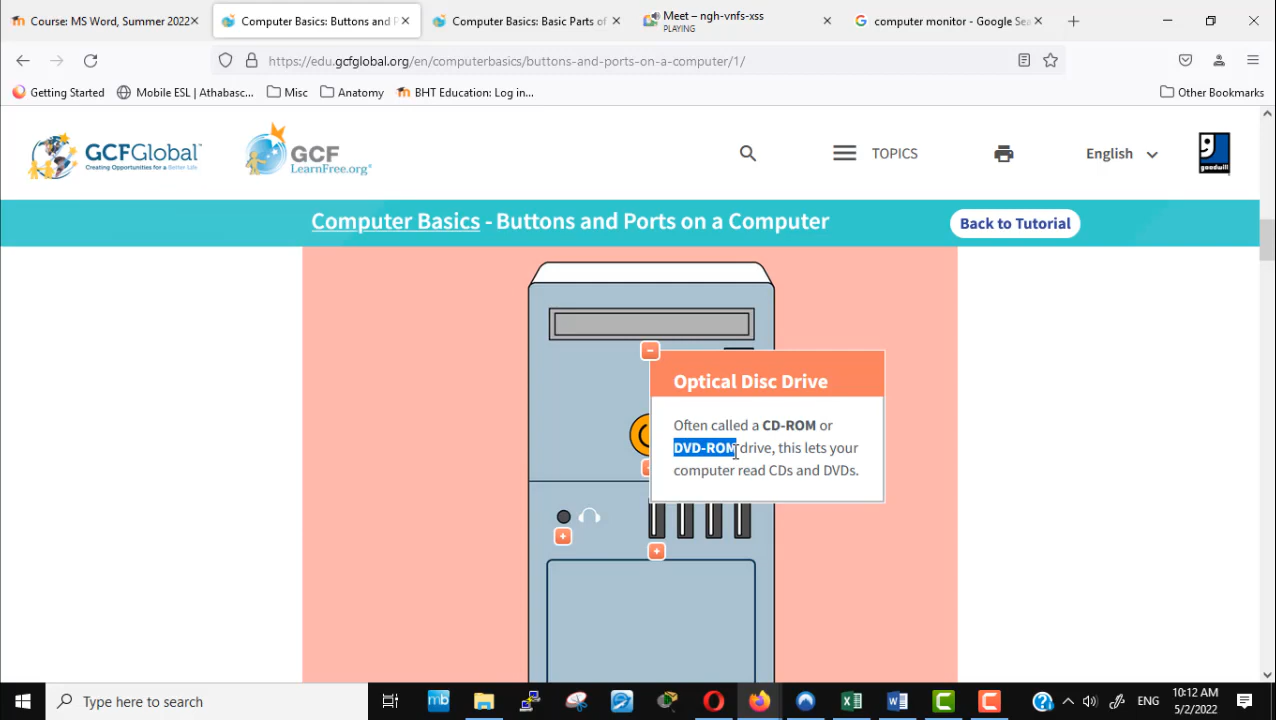 Course: MS Word, Summer 2022
Computer Basics: Buttons and P
Computer Basics: Basic Parts of
Meet – ngh-vnfs-xss
PLAYING
computer monitor - Google Sea
https://edu.gcfglobal.org/en/computerbasics/buttons-and-ports-on-a-computer/1/
Getting Started
Mobile ESL | Athabasc...
Misc
Anatomy
BHT Education: Log in...
Other Bookmarks
GCFGlobal™
Creating Opportunities for a Better Life
GCF
LearnFree.org®
TOPICS
English
goodwill
Computer Basics - Buttons and Ports on a Computer
Back to Tutorial
Optical Disc Drive
Often called a CD-ROM or
DVD-ROM drive, this lets your
computer read CDs and DVDs.
Type here to search
mb
ENG
10:12 AM
5/2/2022